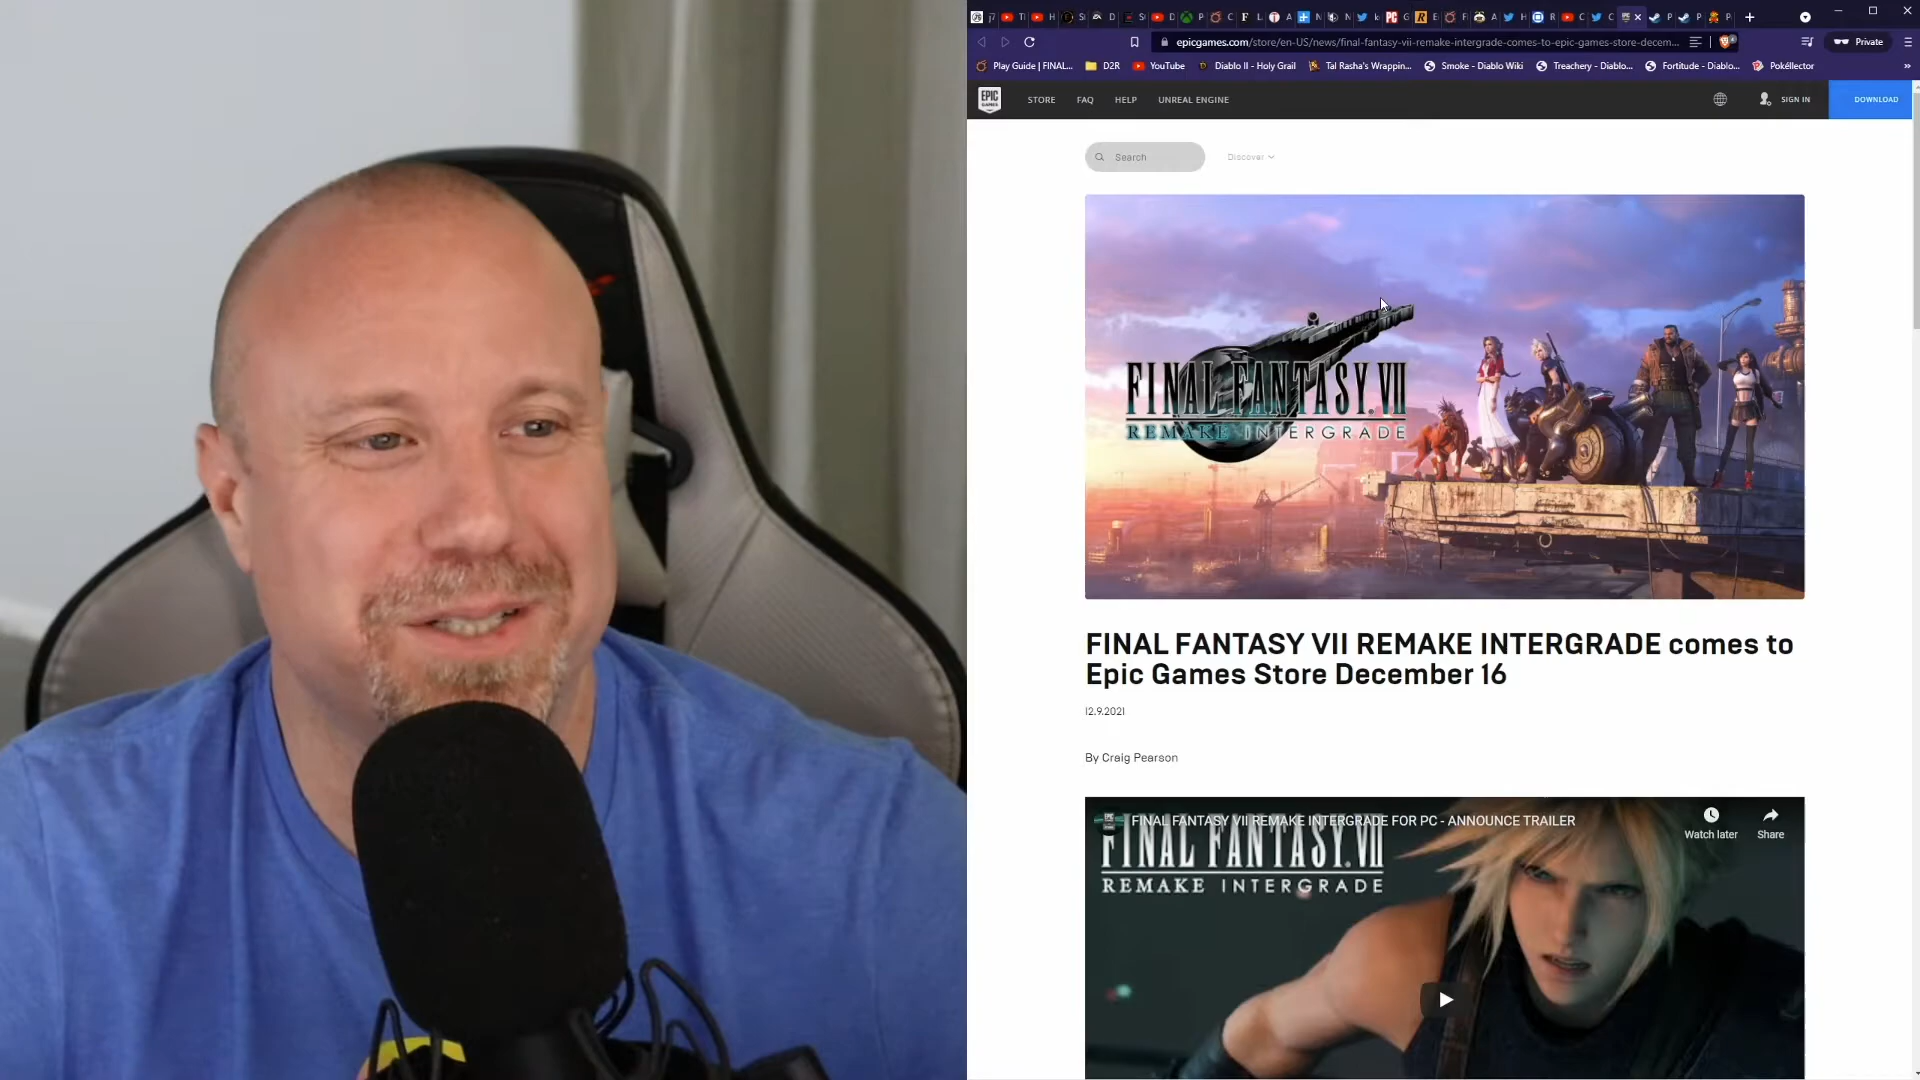 epicgames.com/store/en-US/news/final-fantasy-vii-remake-intergrade-comes-to-epic-games-store-decem...
Private
Play Guide | FINAL...
D2R
YouTube
Diablo II - Holy Grail
Tal Rasha's Wrappin...
Smoke - Diablo Wiki
Treachery - Diablo...
Fortitude - Diablo...
Pokéllector
EPIC GAMES
STORE
FAQ
HELP
UNREAL ENGINE
SIGN IN
DOWNLOAD
Search
Discover
FINAL FANTASY VII
REMAKE INTERGRADE
FINAL FANTASY VII REMAKE INTERGRADE comes to
Epic Games Store December 16
12.9.2021
By Craig Pearson
FINAL FANTASY VII REMAKE INTERGRADE FOR PC - ANNOUNCE TRAILER
Watch later
Share
FINAL FANTASY VII
REMAKE INTERGRADE